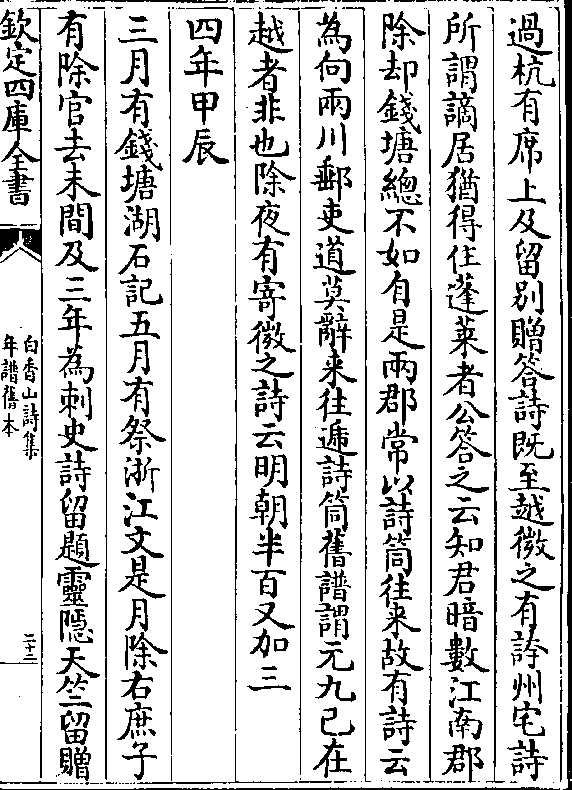 過杭有席上及留别贈答詩既至越微之有誇州宅詩
所謂謫居猶得住蓬萊者公答之云知君暗數江南郡
除却錢塘總不如自是兩郡常以詩筒往来故有詩云
為向兩川郵吏道莫辭来往遞詩筒舊譜謂元九已在
越者非也除夜有寄微之詩云明朝半百又加三
四年甲辰
三月有錢塘湖石記五月有祭浙江文是月除右庶子
有除官去未間及三年為刺史詩留題靈隱天竺留贈
欽定四庫全書
白香山詩集
年譜舊本
二十二